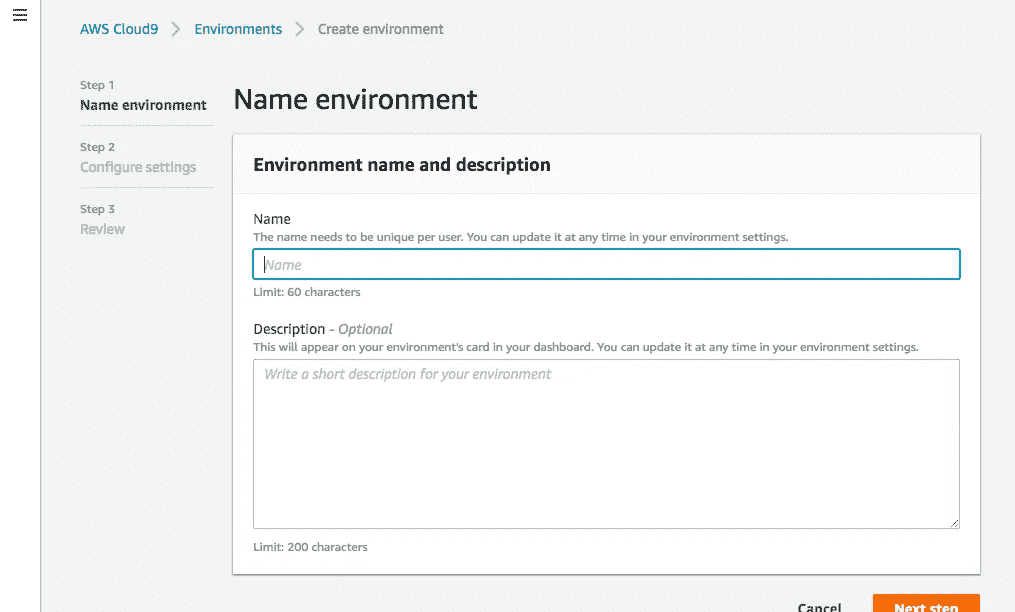 AWS Cloud9 > Environments > Create environment
Step 1
Name environment
Step 2
Configure settings
Step 3
Review
Name environment
Environment name and description
Name
The name needs to be unique per user. You can update it at any time in your environment settings.
Name
Limit: 60 characters
Description - Optional
This will appear on your environment's card in your dashboard. You can update it at any time in your environment settings.
Write a short description for your environment
Limit: 200 characters
Cancel
Next step